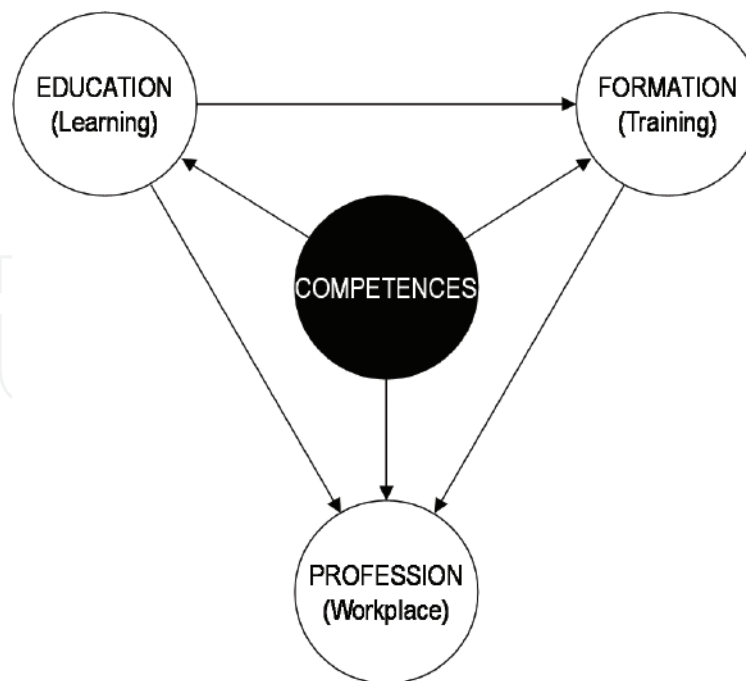 EDUCATION
(Learning)
FORMATION
(Training)
COMPETENCES
PROFESSION
(Workplace)